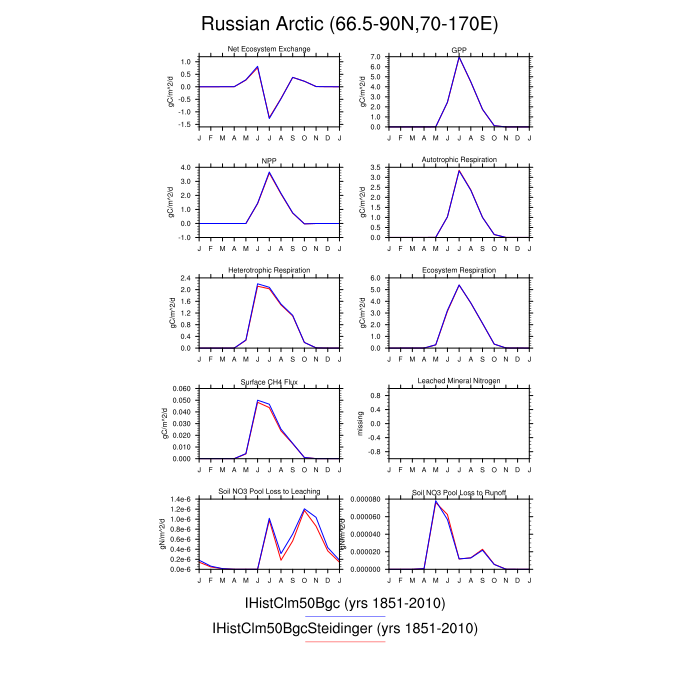 Russian Arctic (66.5-90N,70-170E)
Net Ecosystem Exchange
gC/m^2/d
1.0
0.5
0.0
-0.5
-1.0
-1.5
J F M A M J J A S O N D J
GPP
gC/m^2/d
7.0
6.0
5.0
4.0
3.0
2.0
1.0
0.0
J F M A M J J A S O N D J
NPP
gC/m^2/d
4.0
3.0
2.0
1.0
0.0
-1.0
J F M A M J J A S O N D J
Autotrophic Respiration
gC/m^2/d
3.5
3.0
2.5
2.0
1.5
1.0
0.5
0.0
J F M A M J J A S O N D J
Heterotrophic Respiration
gC/m^2/d
2.4
2.0
1.6
1.2
0.8
0.4
0.0
J F M A M J J A S O N D J
Ecosystem Respiration
gC/m^2/d
6.0
5.0
4.0
3.0
2.0
1.0
0.0
J F M A M J J A S O N D J
Surface CH4 Flux
gC/m^2/d
0.060
0.050
0.040
0.030
0.020
0.010
0.000
J F M A M J J A S O N D J
Leached Mineral Nitrogen
missing
0.8
0.4
0.0
-0.4
-0.8
J F M A M J J A S O N D J
Soil NO3 Pool Loss to Leaching
gN/m^2/d
1.4e-6
1.2e-6
1.0e-6
0.8e-6
0.6e-6
0.4e-6
0.2e-6
0.0e-6
J F M A M J J A S O N D J
Soil NO3 Pool Loss to Runoff
gN/m^2/d
0.000080
0.000060
0.000040
0.000020
0.000000
J F M A M J J A S O N D J
IHistClm50Bgc (yrs 1851-2010)
IHistClm50BgcSteidinger (yrs 1851-2010)